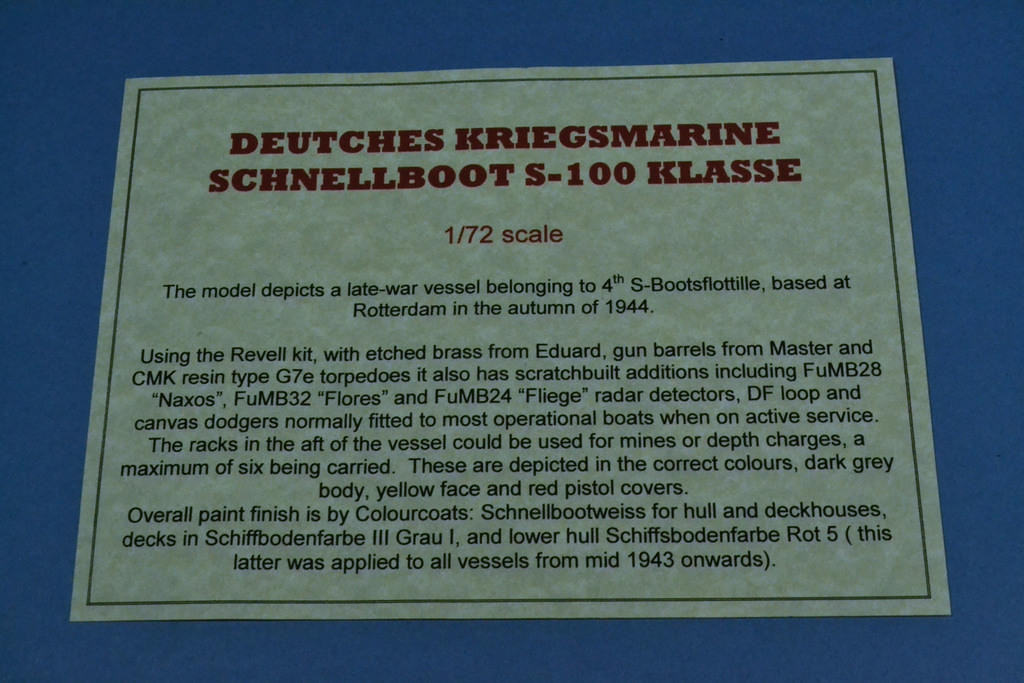 DEUTCHES KRIEGSMARINE
SCHNELLBOOT S-100 KLASSE
1/72 scale
The model depicts a late-war vessel belonging to 4th S-Bootsflottille, based at
Rotterdam in the autumn of 1944.
Using the Revell kit, with etched brass from Eduard, gun barrels from Master and
CMK resin type G7e torpedoes it also has scratchbuilt additions including FuMB28
“Naxos”, FuMB32 “Flores” and FuMB24 “Fliege” radar detectors, DF loop and
canvas dodgers normally fitted to most operational boats when on active service.
The racks in the aft of the vessel could be used for mines or depth charges, a
maximum of six being carried. These are depicted in the correct colours, dark grey
body, yellow face and red pistol covers.
Overall paint finish is by Colourcoats: Schnellbootweiss for hull and deckhouses,
decks in Schiffbodenfarbe III Grau I, and lower hull Schiffsbodenfarbe Rot 5 ( this
latter was applied to all vessels from mid 1943 onwards).